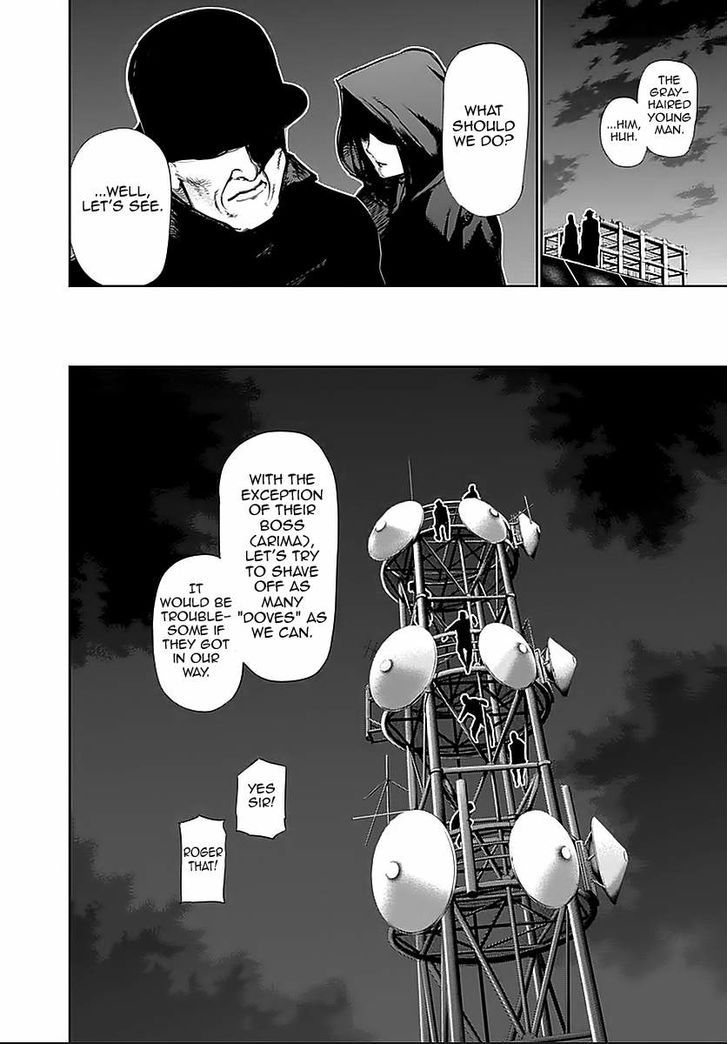 THE
GRAY-
HAIRED
YOUNG
MAN.
...HIM,
HUH.
WHAT
SHOULD
WE DO?
...WELL,
LET'S SEE.
WITH THE
EXCEPTION
OF THEIR
BOSS
(ARIMA),
LET'S TRY
TO SHAVE
OFF AS
MANY
"DOVES" AS
WE CAN.
IT
WOULD BE
TROUBLE-
SOME IF
THEY GOT
IN OUR
WAY.
YES
SIR!
ROGER
THAT!